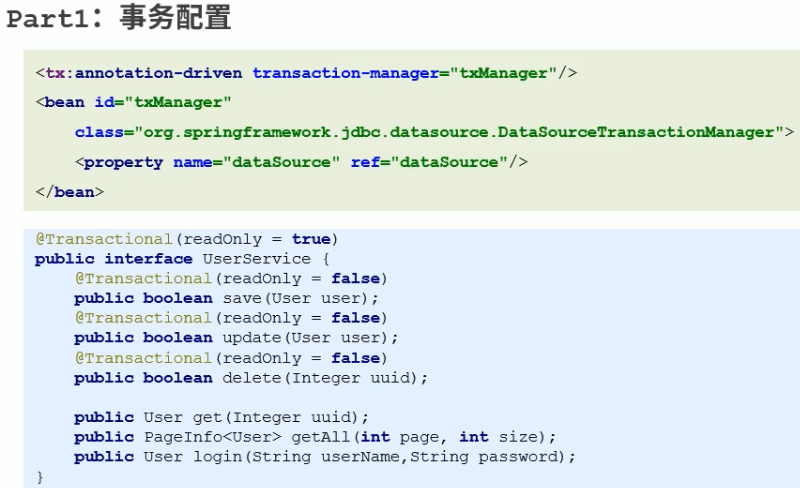 Part1：事务配置
<tx:annotation-driven transaction-manager="txManager"/>
<bean id="txManager"
    class="org.springframework.jdbc.datasource.DataSourceTransactionManager">
    <property name="dataSource" ref="dataSource"/>
</bean>
@Transactional(readOnly = true)
public interface UserService {
    @Transactional(readOnly = false)
    public boolean save(User user);
    @Transactional(readOnly = false)
    public boolean update(User user);
    @Transactional(readOnly = false)
    public boolean delete(Integer uuid);
    public User get(Integer uuid);
    public PageInfo<User> getAll(int page, int size);
    public User login(String userName,String password);
}